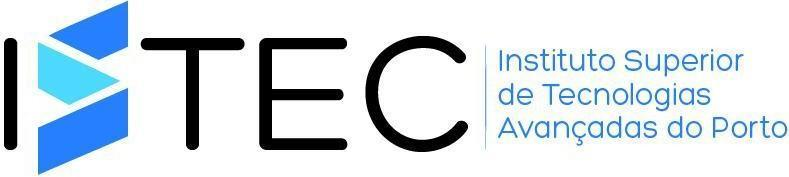 ISTEC
Instituto Superior
de Tecnologias
Avançadas do Porto